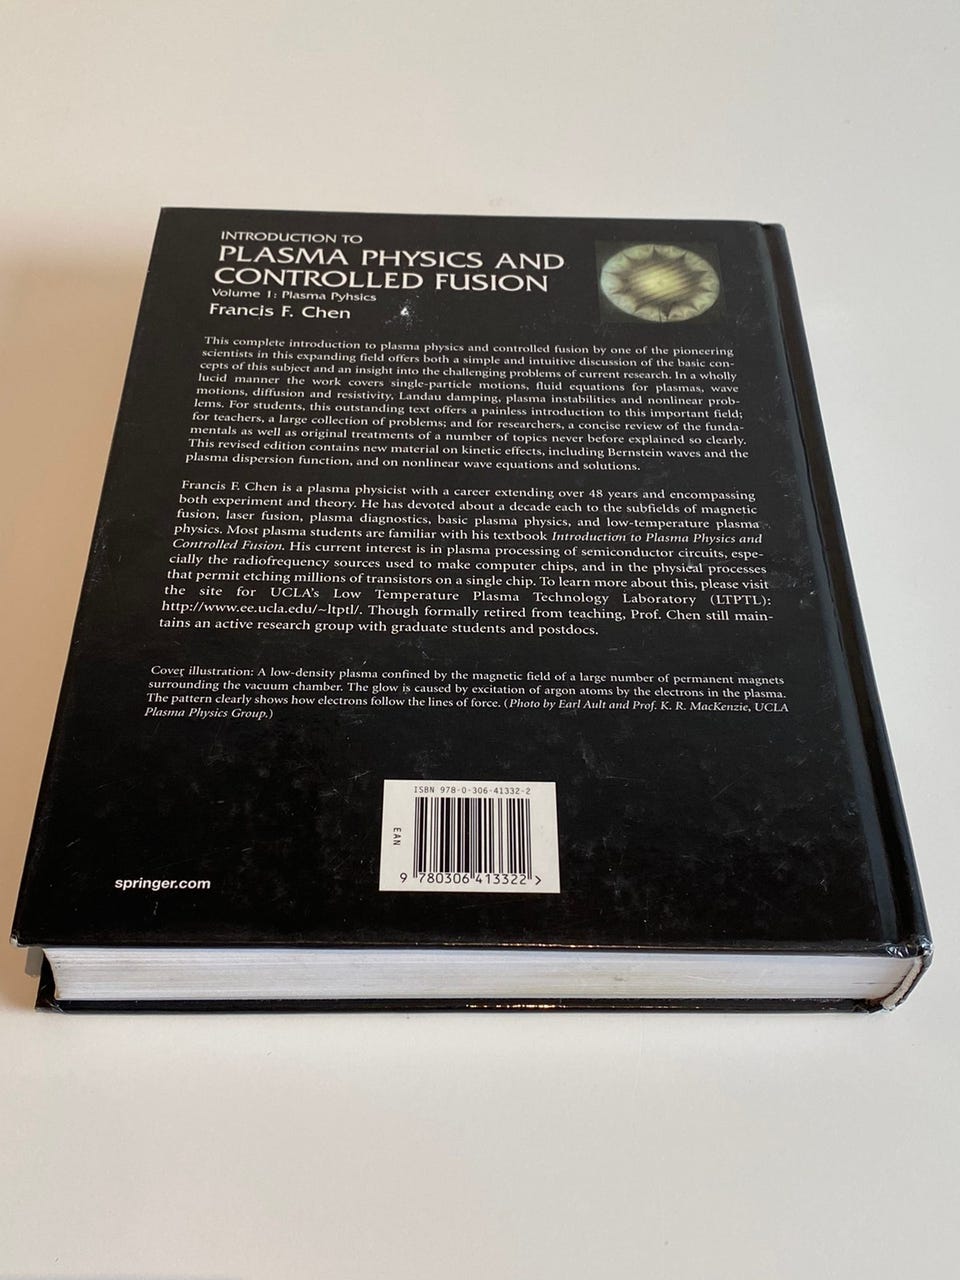 INTRODUCTION TO
PLASMA PHYSICS AND
CONTROLLED FUSION
Volume 1: Plasma Pyhsics
Francis F. Chen
This complete introduction to plasma physics and controlled fusion by one of the pioneering
scientists in this expanding field offers both a simple and intuitive discussion of the basic con-
cepts of this subject and an insight into the challenging problems of current research. In a wholly
lucid manner the work covers single-particle motions, fluid equations for plasmas, wave
motions, diffusion and resistivity, Landau damping, plasma instabilities and nonlinear prob-
lems. For students, this outstanding text offers a painless introduction to this important field;
for teachers, a large collection of problems; and for researchers, a concise review of the funda-
mentals as well as original treatments of a number of topics never before explained so clearly.
This revised edition contains new material on kinetic effects, including Bernstein waves and the
plasma dispersion function, and on nonlinear wave equations and solutions.
Francis F. Chen is a plasma physicist with a career extending over 48 years and encompassing
both experiment and theory. He has devoted about a decade each to the subfields of magnetic
fusion, laser fusion, plasma diagnostics, basic plasma physics, and low-temperature plasma
physics. Most plasma students are familiar with his textbook Introduction to Plasma Physics and
Controlled Fusion. His current interest is in plasma processing of semiconductor circuits, espe-
cially the radiofrequency sources used to make computer chips, and in the physical processes
that permit etching millions of transistors on a single chip. To learn more about this, please visit
the site for UCLA's Low Temperature Plasma Technology Laboratory (LTPTL):
http://www.ee.ucla.edu/~ltptl/. Though formally retired from teaching, Prof. Chen still main-
tains an active research group with graduate students and postdocs.
Cover illustration: A low-density plasma confined by the magnetic field of a large number of permanent magnets
surrounding the vacuum chamber. The glow is caused by excitation of argon atoms by the electrons in the plasma.
The pattern clearly shows how electrons follow the lines of force. (Photo by Earl Ault and Prof. K. R. MacKenzie, UCLA
Plasma Physics Group.)
ISBN 978-0-306-41332-2
EAN
9 780306 413322 >
springer.com